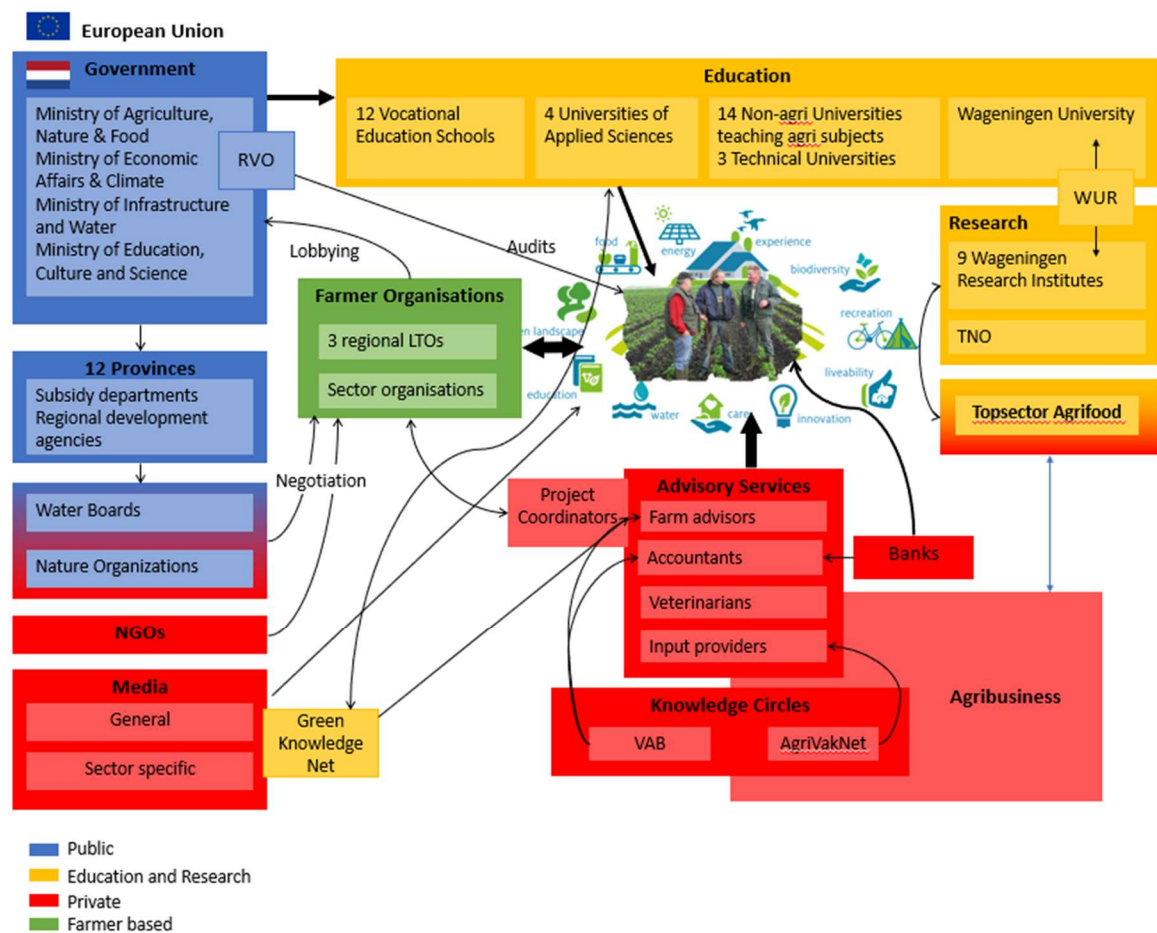 European Union
Government
Ministry of Agriculture,
Nature & Food
Ministry of Economic
Affairs & Climate
Ministry of Infrastructure
and Water
Ministry of Education,
Culture and Science
RVO
Education
12 Vocational
Education Schools
4 Universities of
Applied Sciences
14 Non-agri Universities
teaching agri subjects
3 Technical Universities
Wageningen University
WUR
Research
9 Wageningen
Research Institutes
TNO
Topsector Agrifood
Lobbying
Audits
Farmer Organisations
3 regional LTOs
Sector organisations
food
energy
experience
biodiversity
recreation
liveability
innovation
care
water
education
en landscape
12 Provinces
Subsidy departments
Regional development
agencies
Negotiation
Water Boards
Nature Organizations
NGOs
Media
General
Sector specific
Green
Knowledge
Net
Project
Coordinators
Advisory Services
Farm advisors
Accountants
Veterinarians
Input providers
Banks
Knowledge Circles
VAB
AgriVakNet
Agribusiness
Public
Education and Research
Private
Farmer based